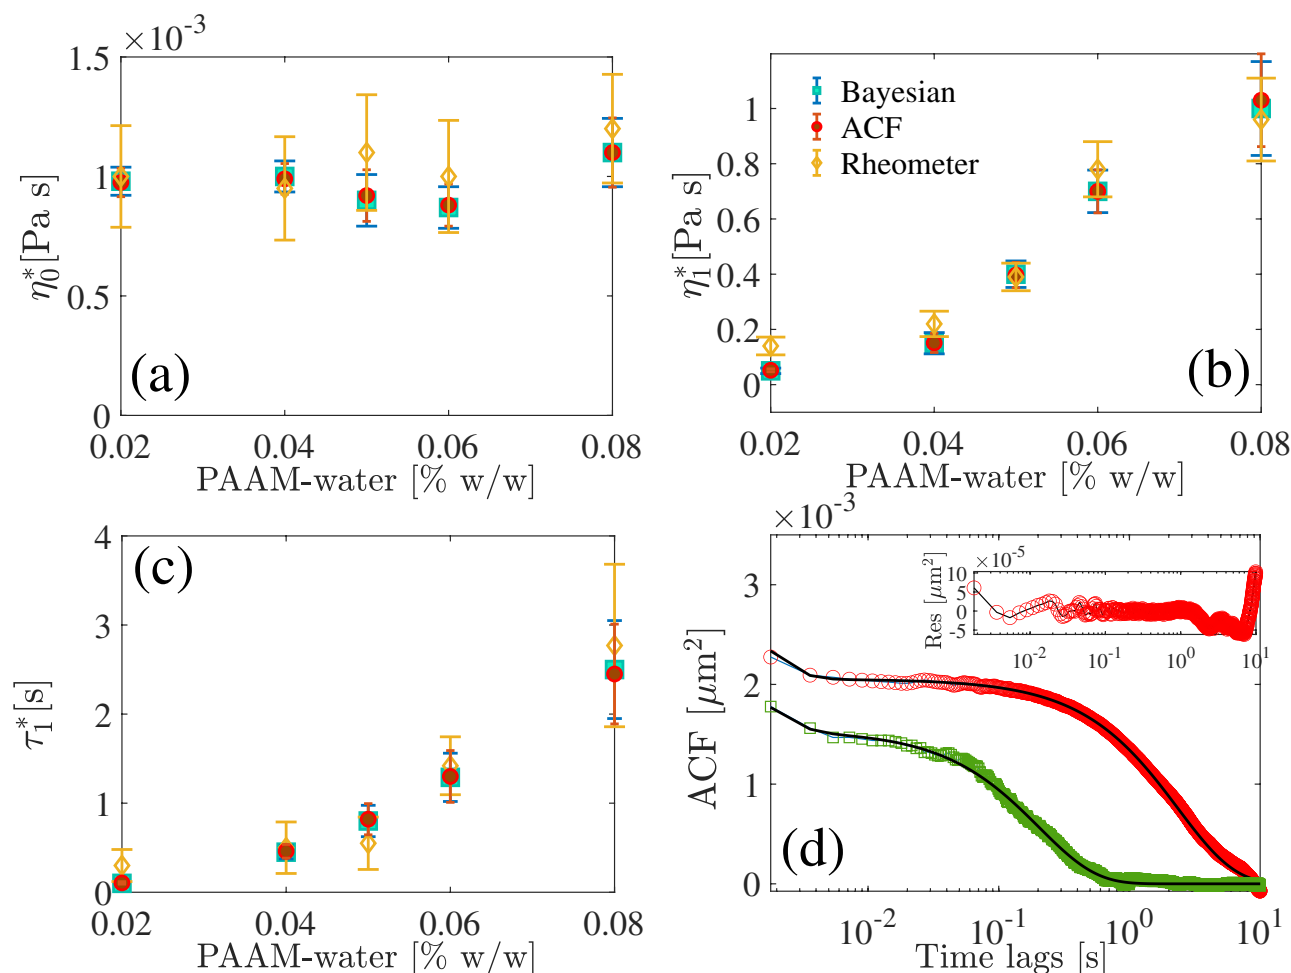 ×10⁻³
1.5
1
0.5
0
η₀*[Pa s]
(a)
0.02 0.04 0.06 0.08
PAAM-water [% w/w]
1
0.8
0.6
0.4
0.2
0
η₁*[Pa s]
Bayesian
ACF
Rheometer
(b)
0.02 0.04 0.06 0.08
PAAM-water [% w/w]
4
3
2
1
0
τ₁*[s]
(c)
0.02 0.04 0.06 0.08
PAAM-water [% w/w]
×10⁻³
3
2
1
0
ACF [μm²]
(d)
10⁻² 10⁻¹ 10⁰ 10¹
Time lags [s]
×10⁻⁵
10
5
0
-5
Res [μm²]
10⁻² 10⁻¹ 10⁰ 10¹